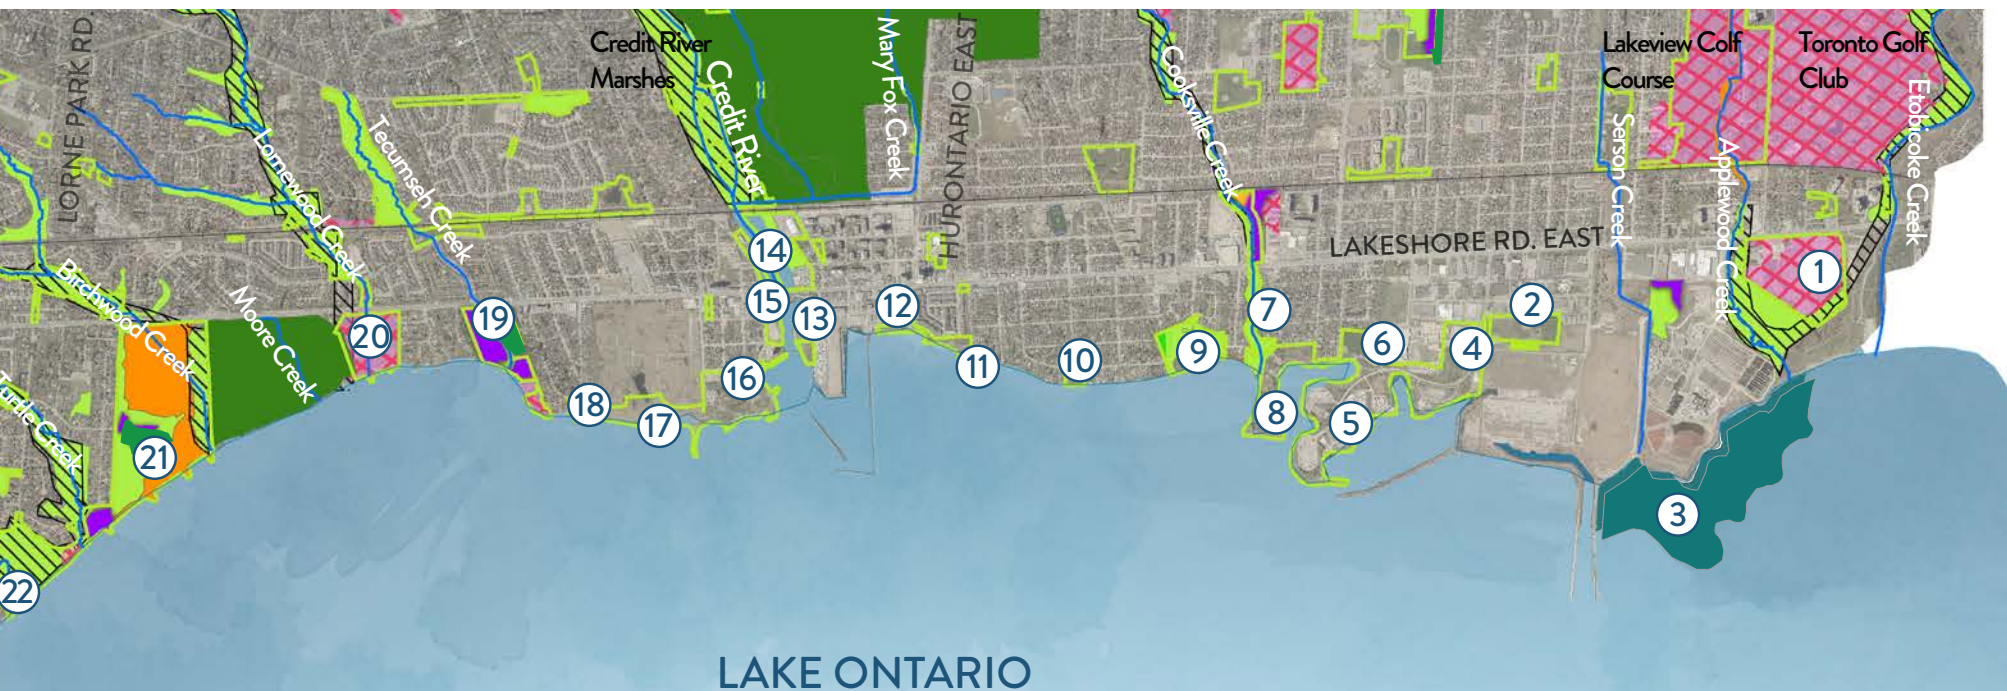 LORNE PARK RD.
Credit River
Marshes
Credit River
Mary Fox Creek
HURONTARIO EAST
Cooksville Creek
Lakeview Golf
Course
Toronto Golf
Club
Etobicoke Creek
Serson Creek
Applewood Creek
Lornewood Creek
Tecumseh Creek
LAKESHORE RD. EAST
Birchwood Creek
Moore Creek
Turtle Creek
1
2
3
4
5
6
7
8
9
10
11
12
13
14
15
16
17
18
19
20
21
22
LAKE ONTARIO